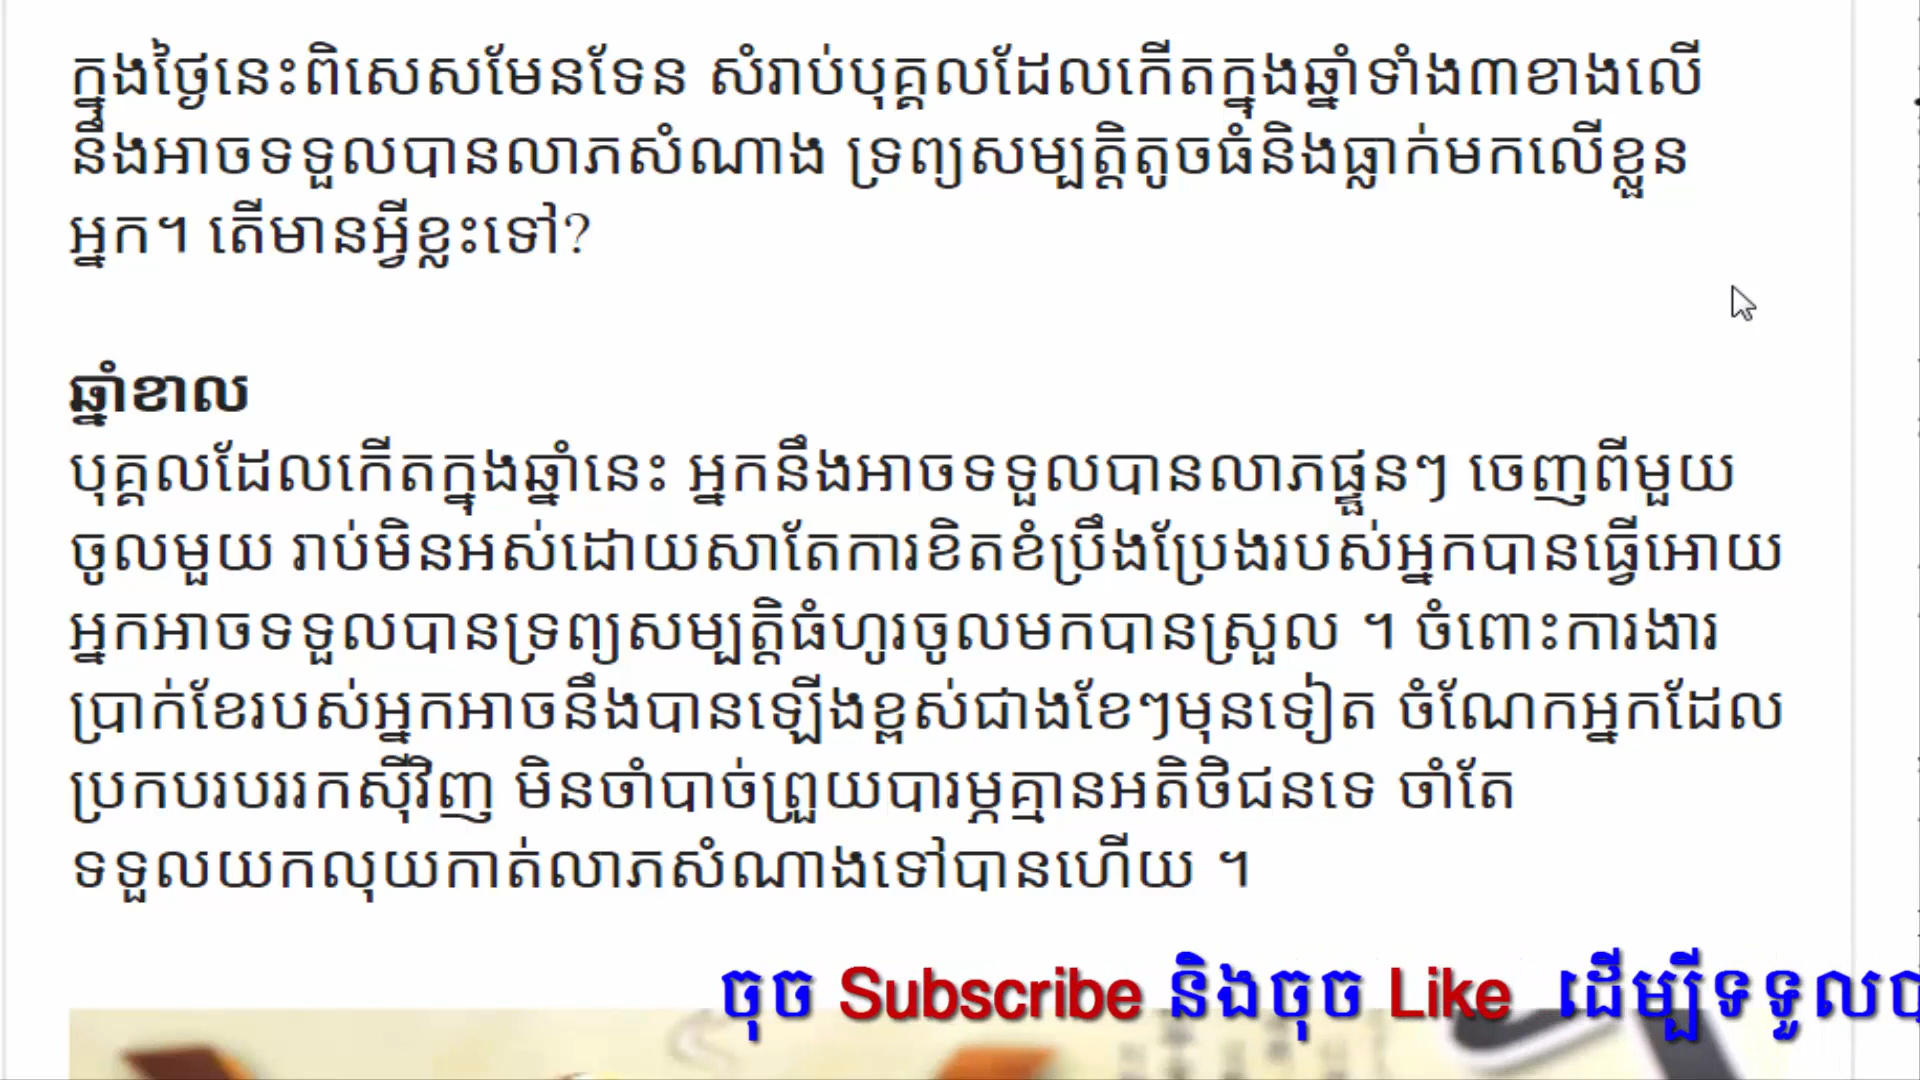 ក្នុងថ្ងៃនេះពិសេសមែនទែន សំរាប់បុគ្គលដែលកើតក្នុងឆ្នាំទាំង៣ខាងលើ
នឹងអាចទទួលបានលាភសំណាង ទ្រព្យសម្បត្តិតូចធំនិងធ្លាក់មកលើខ្លួន
អ្នក។ តើមានអ្វីខ្លះទៅ?
ឆ្នាំខាល
បុគ្គលដែលកើតក្នុងឆ្នាំនេះ អ្នកនឹងអាចទទួលបានលាភផ្ទួនៗ ចេញពីមួយ
ចូលមួយ រាប់មិនអស់ដោយសាតែការខិតខំប្រឹងប្រែងរបស់អ្នកបានធ្វើអោយ
អ្នកអាចទទួលបានទ្រព្យសម្បត្តិធំហូរចូលមកបានស្រួល ។ ចំពោះការងារ
ប្រាក់ខែរបស់អ្នកអាចនឹងបានឡើងខ្ពស់ជាងខែៗមុនទៀត ចំណែកអ្នកដែល
ប្រកបរបររកស៊ីវិញ មិនចាំបាច់ព្រួយបារម្ភគ្មានអតិថិជនទេ ចាំតែ
ទទួលយកលុយកាត់លាភសំណាងទៅបានហើយ ។
ចុច Subscribe និងចុច Like ដើម្បីទទួលប